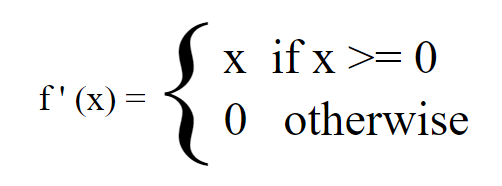 f ' (x) = { x if x >= 0
0 otherwise